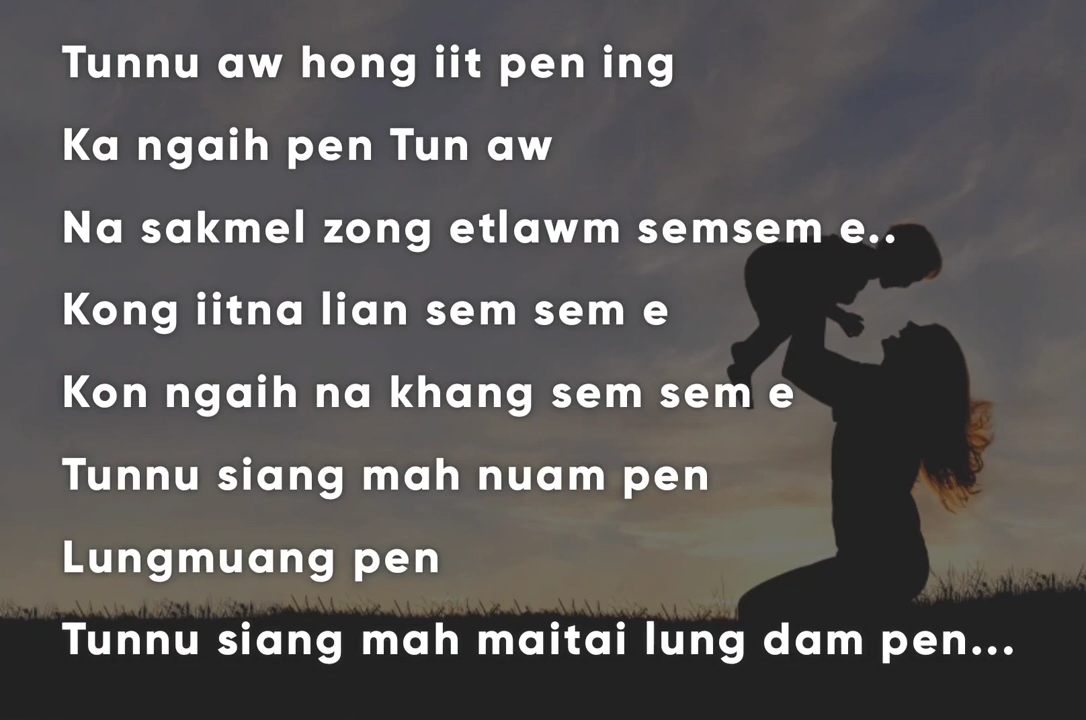 Tunnu aw hong iit pen ing
Ka ngaih pen Tun aw
Na sakmel zong etlawm semsem e..
Kong iitna lian sem sem e
Kon ngaih na khang sem sem e
Tunnu siang mah nuam pen
Lungmuang pen
Tunnu siang mah maitai lung dam pen...